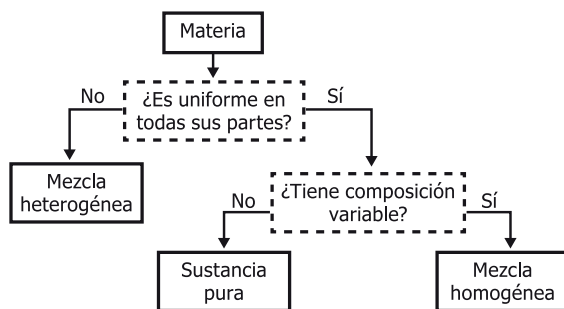 Materia
No
¿Es uniforme en
todas sus partes?
Sí
Mezcla
heterogénea
No
¿Tiene composición
variable?
Sí
Sustancia
pura
Mezcla
homogénea